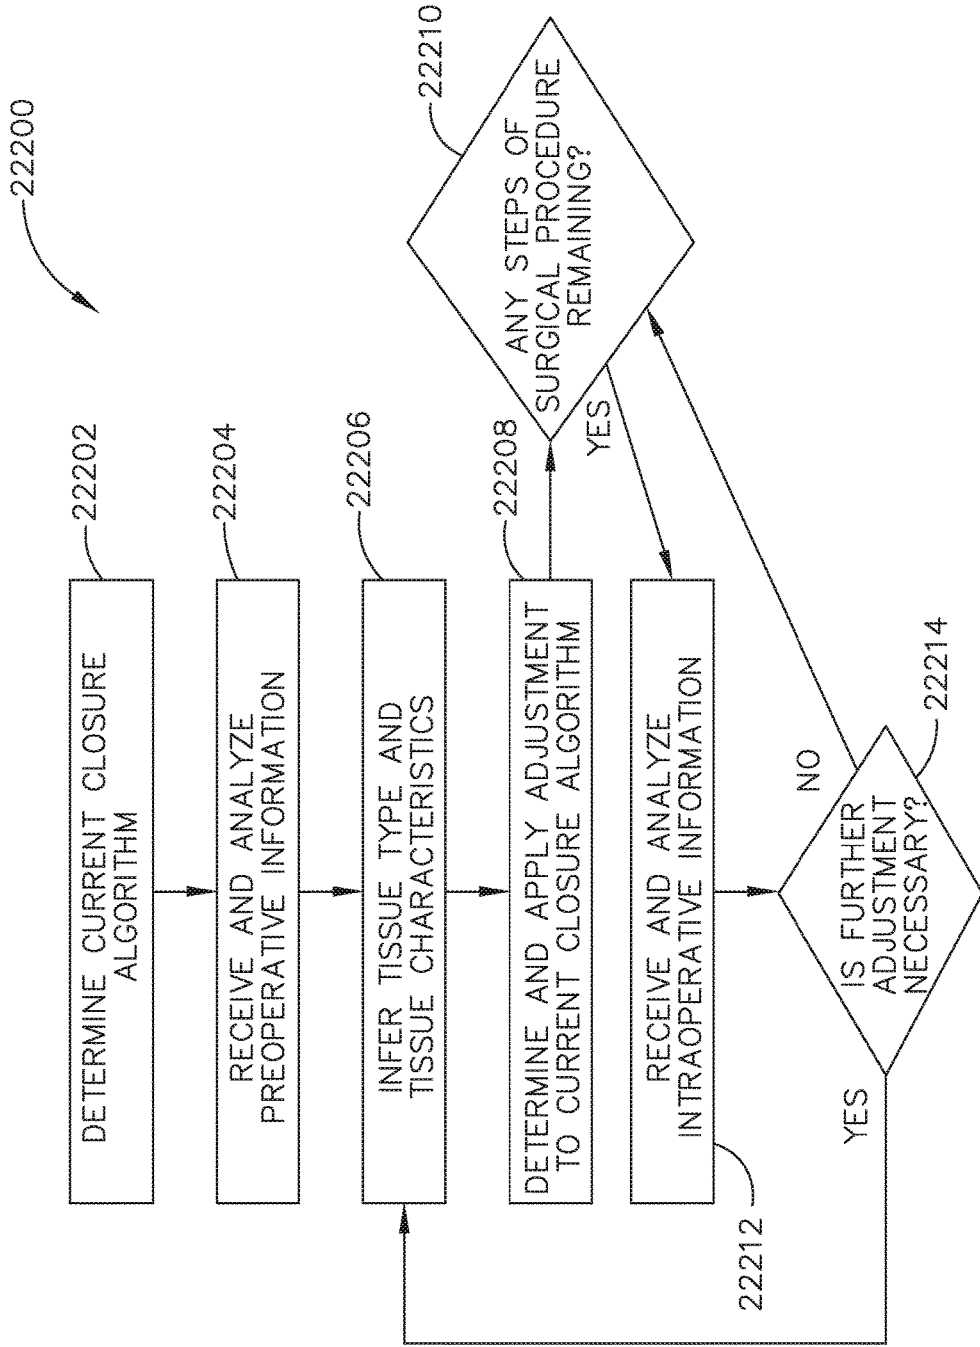 22200
DETERMINE CURRENT CLOSURE
ALGORITHM
22202
RECEIVE AND ANALYZE
PREOPERATIVE INFORMATION
22204
INFER TISSUE TYPE AND
TISSUE CHARACTERISTICS
22206
DETERMINE AND APPLY ADJUSTMENT
TO CURRENT CLOSURE ALGORITHM
22208
ANY STEPS OF
SURGICAL PROCEDURE
REMAINING?
22210
YES
RECEIVE AND ANALYZE
INTRAOPERATIVE INFORMATION
22212
IS FURTHER
ADJUSTMENT
NECESSARY?
22214
NO
YES